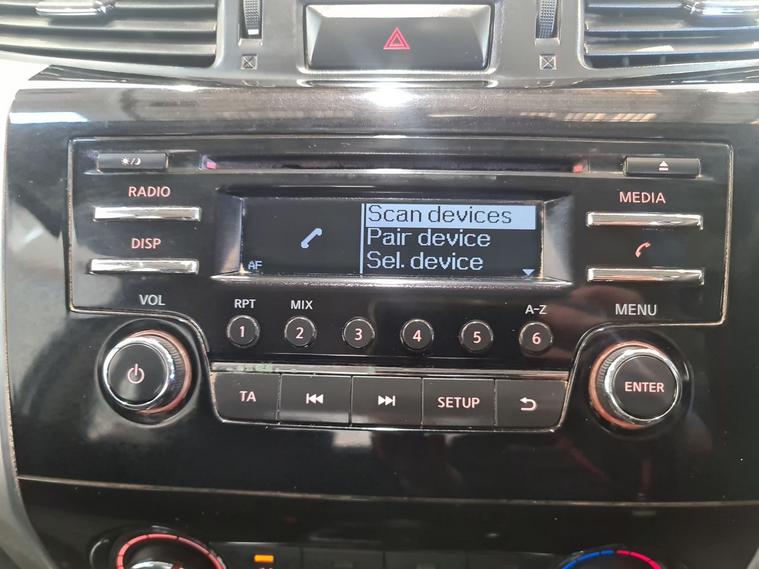 RADIO
MEDIA
DISP
Scan devices
Pair device
Sel. device
AF
VOL
RPT
MIX
A-Z
MENU
1
2
3
4
5
6
TA
SETUP
ENTER